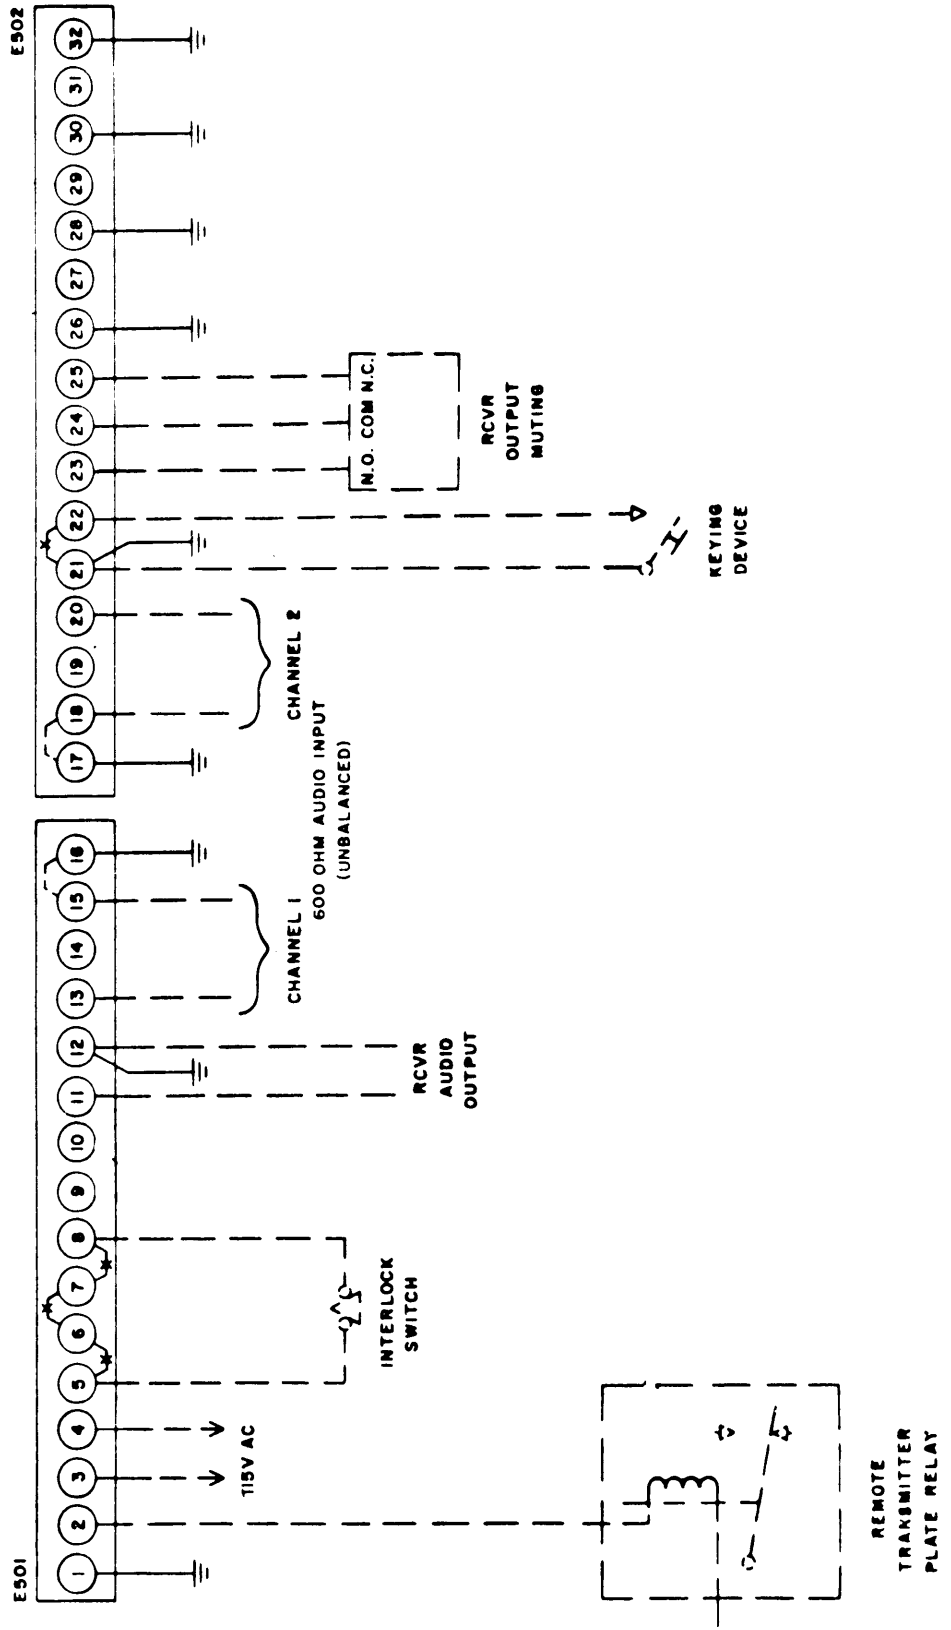 E501
1 2 3 4 5 6 7 8 9 10 11 12 13 14 15 16
E502
17 18 19 20 21 22 23 24 25 26 27 28 29 30 31 32
115V AC
INTERLOCK
SWITCH
RCVR
AUDIO
OUTPUT
CHANNEL 1
CHANNEL 2
600 OHM AUDIO INPUT
(UNBALANCED)
KEYING
DEVICE
N.O. COM N.C.
RCVR
OUTPUT
MUTING
REMOTE
TRANSMITTER
PLATE RELAY